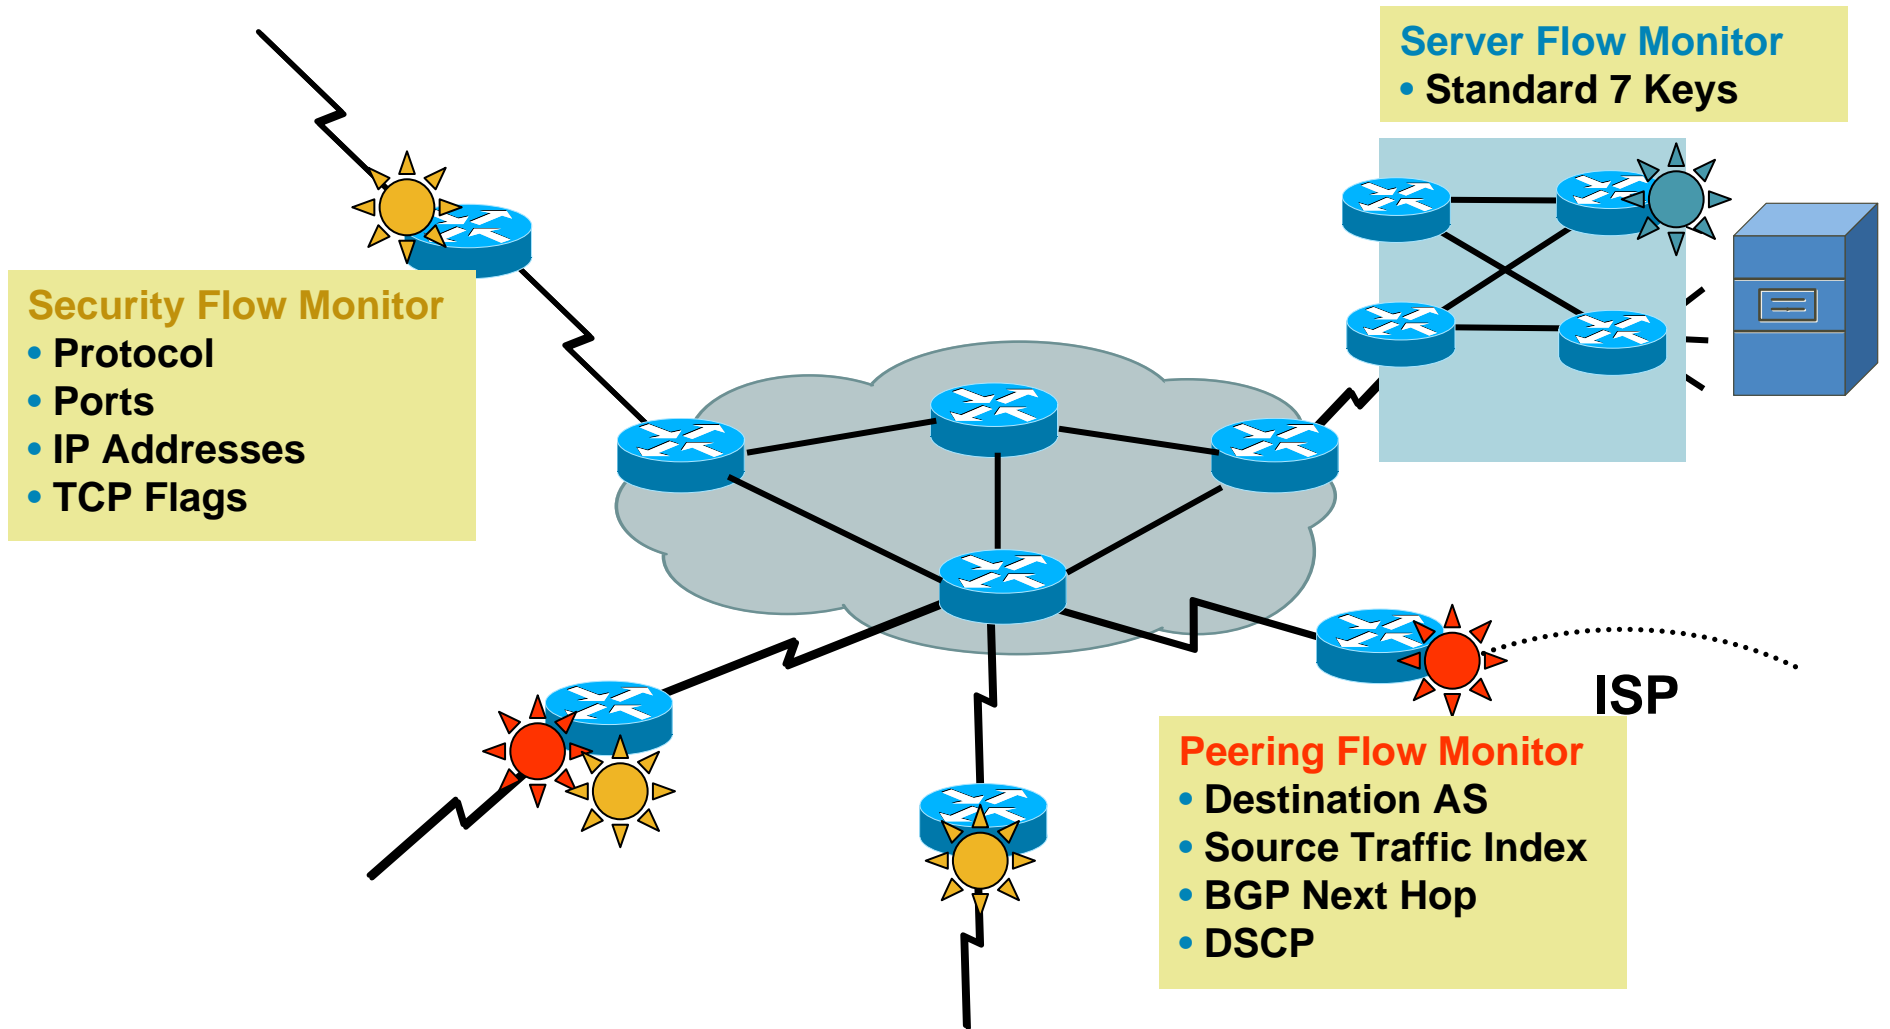 Server Flow Monitor
• Standard 7 Keys
Security Flow Monitor
• Protocol
• Ports
• IP Addresses
• TCP Flags
ISP
Peering Flow Monitor
• Destination AS
• Source Traffic Index
• BGP Next Hop
• DSCP